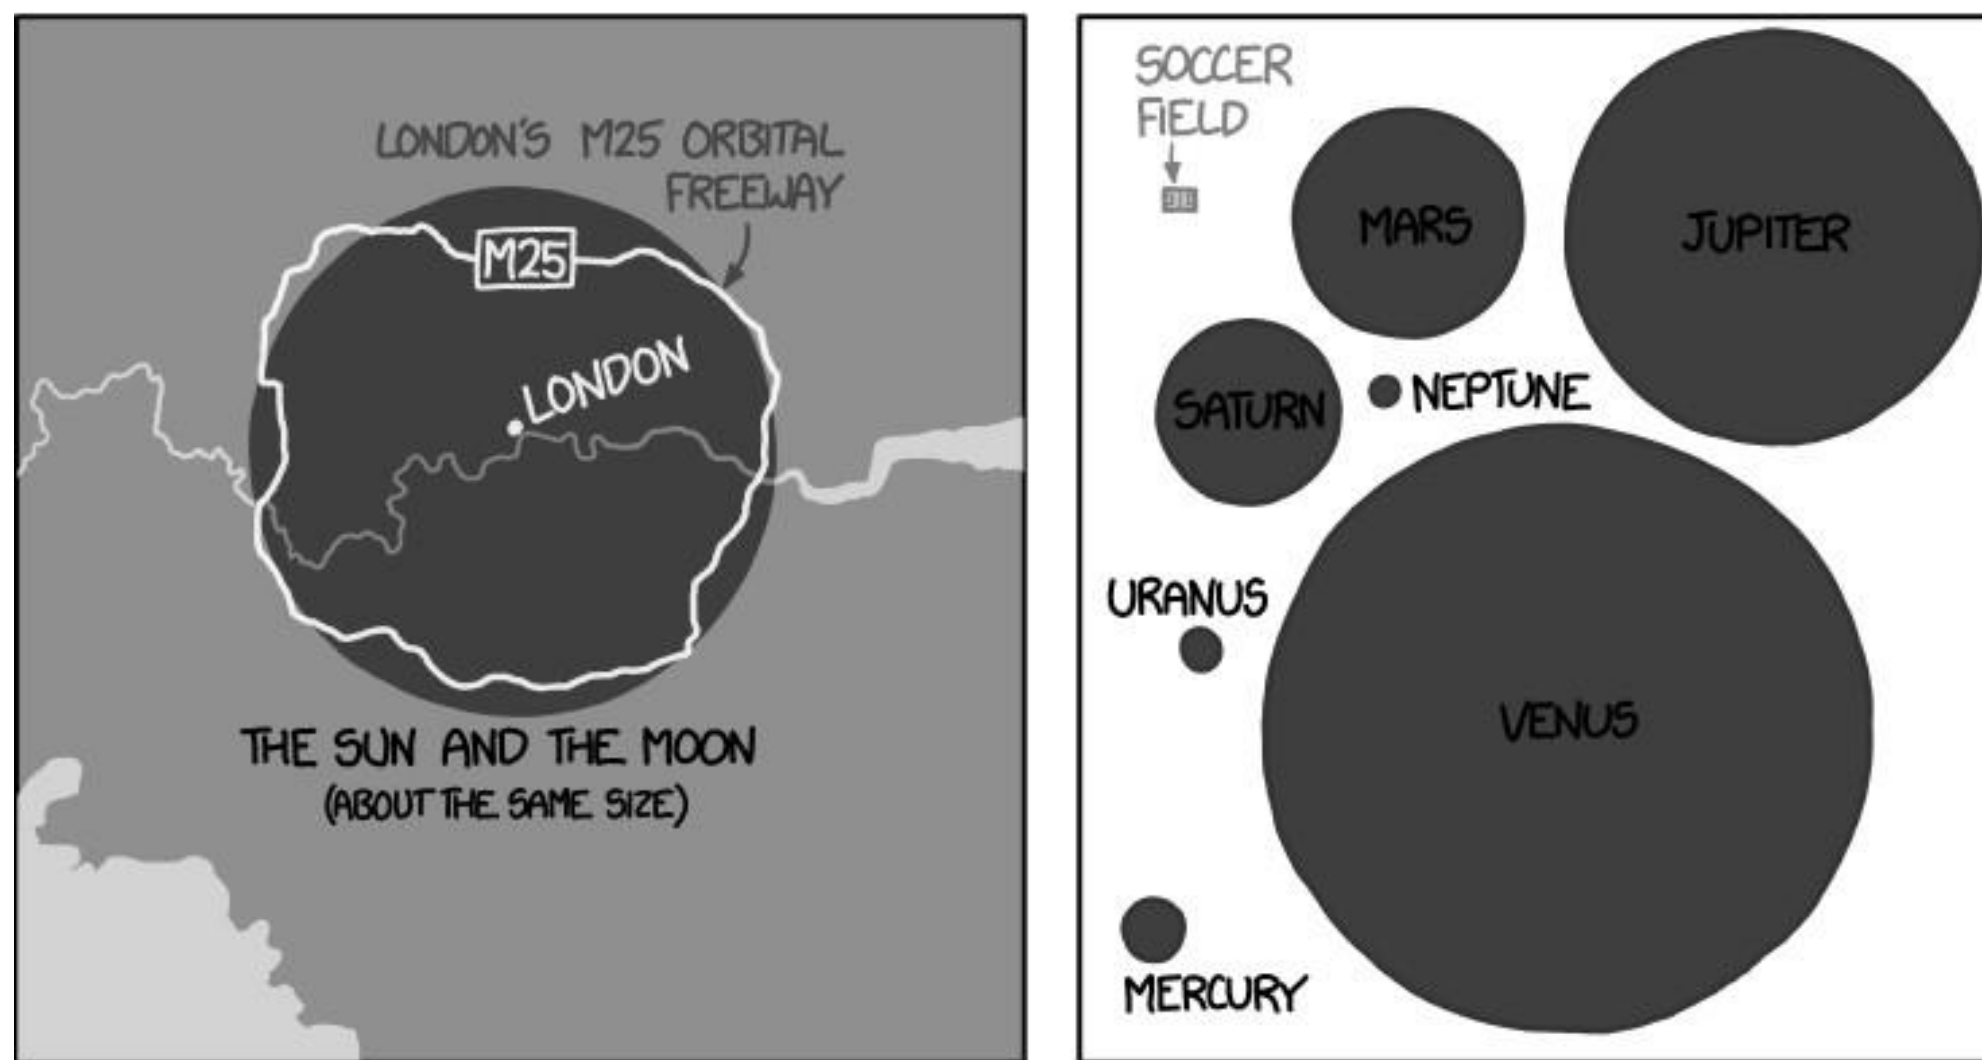 LONDON'S M25 ORBITAL
FREEWAY
M25
LONDON
THE SUN AND THE MOON
(ABOUT THE SAME SIZE)
SOCCER
FIELD
MARS
JUPITER
SATURN
NEPTUNE
URANUS
VENUS
MERCURY